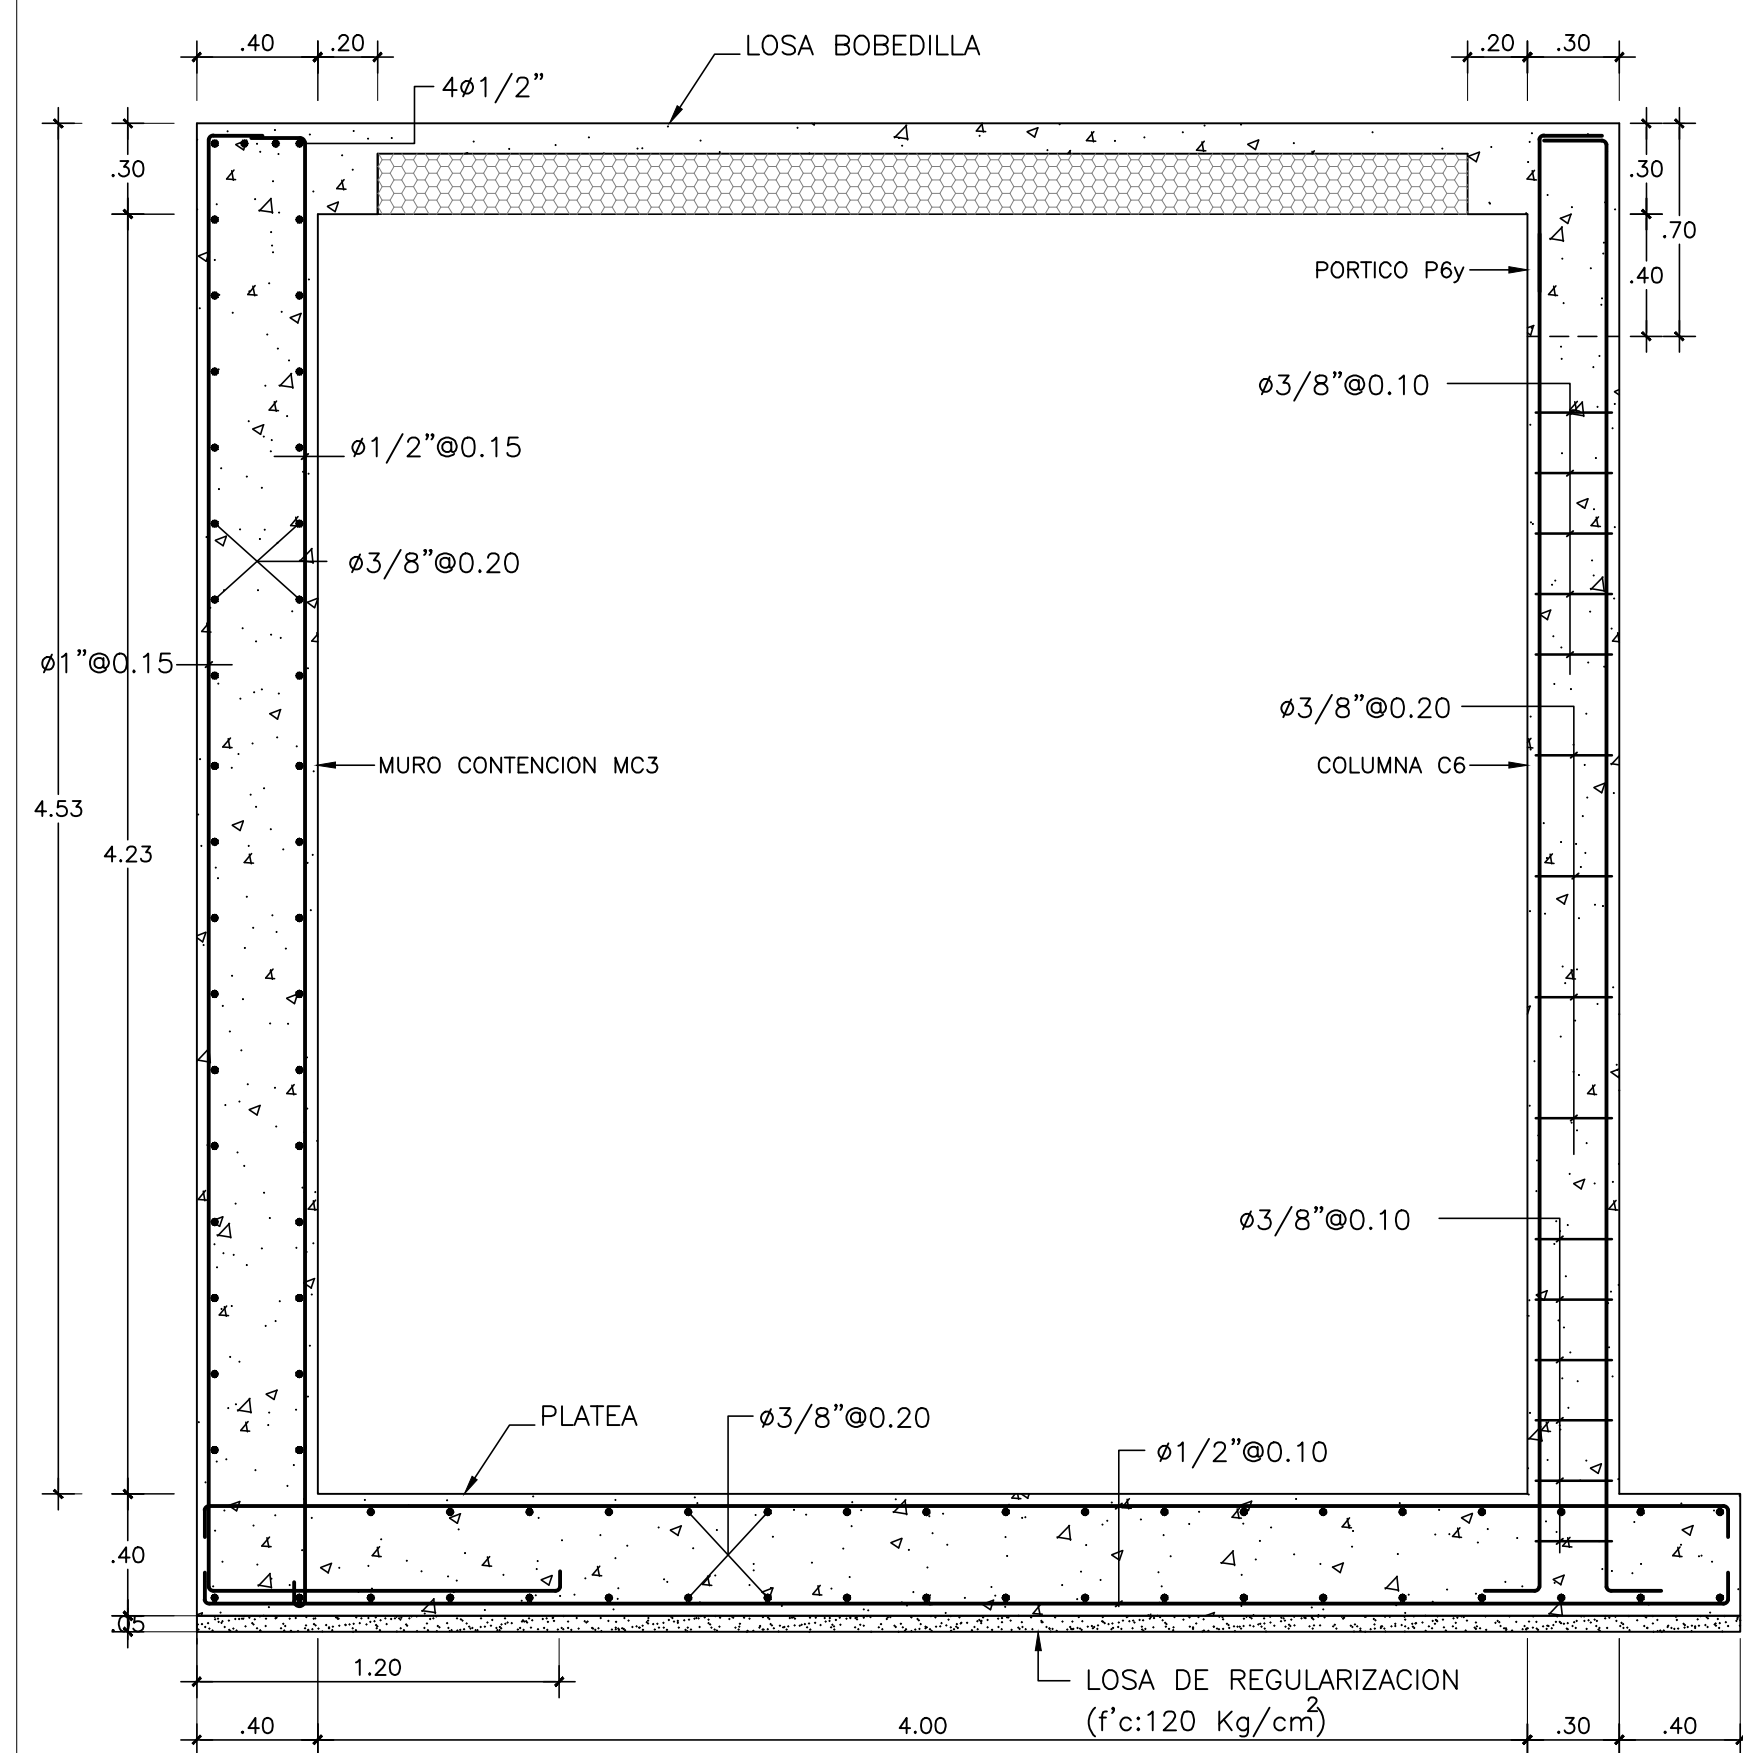 .40 .20 LOSA BOBEDILLA .20 .30
4ø1/2"
.30 .30
.70
PORTICO P6y .40
ø3/8"@0.10
ø1/2"@0.15
ø3/8"@0.20
ø1"@0.15
ø3/8"@0.20
MURO CONTENCION MC3 COLUMNA C6
4.53
4.23
ø3/8"@0.10
PLATEA ø3/8"@0.20
ø1/2"@0.10
.40
.05
1.20
LOSA DE REGULARIZACION
(f'c:120 Kg/cm²)
.40 4.00 .30 .40